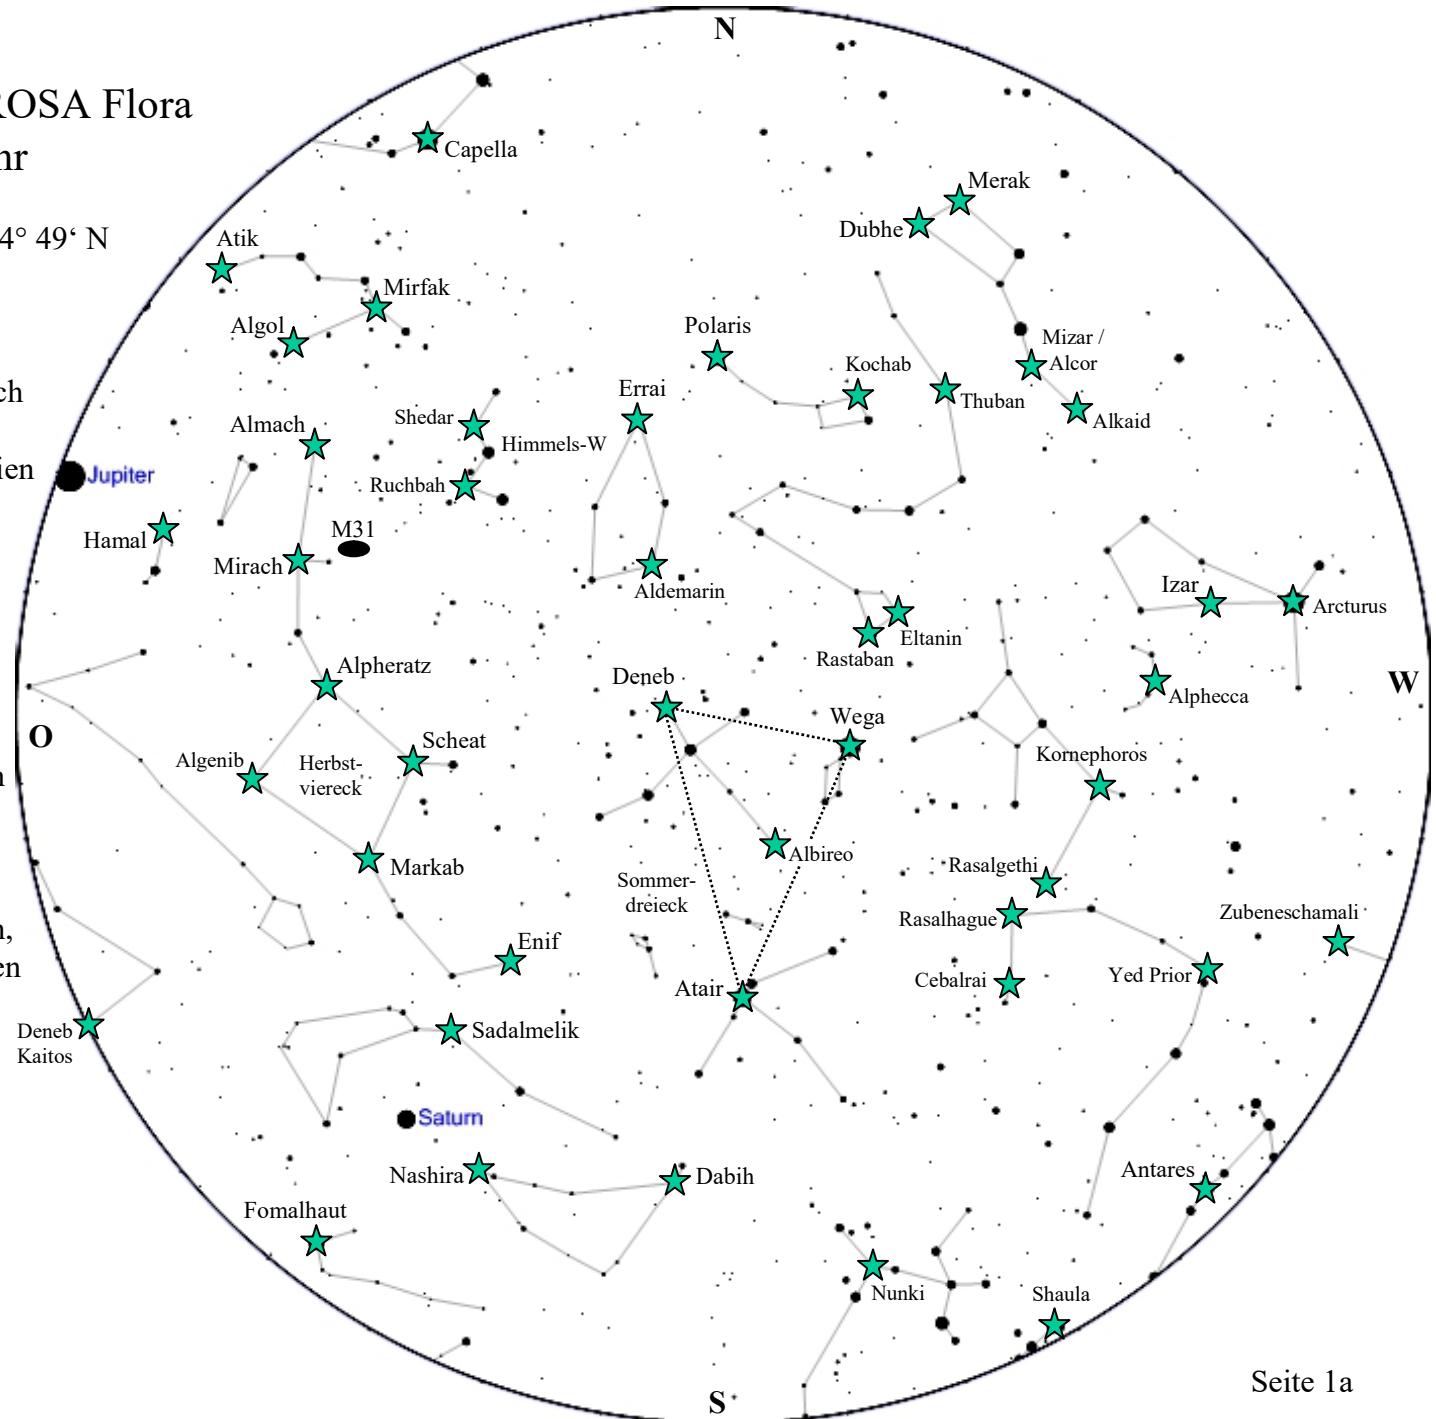 N
ROSA Flora
hr
4° 49‘ N
ch
ien
n
n,
en
Capella
Merak
Dubhe
Atik
Mirfak
Algol
Polaris
Mizar /
Alcor
Kochab
Errai
Thuban
Alkaid
Shedar
Almach
Himmels-W
Jupiter
Ruchbah
M31
Hamal
Mirach
Aldemarin
Izar
Arcturus
Eltanin
Rastaban
Alpheratz
Deneb
Alphecca
W
Wega
O
Scheat
Kornephoros
Algenib
Herbst-
viereck
Albireo
Markab
Rasalgethi
Sommer-
dreieck
Rasalhague
Zubeneschamali
Enif
Yed Prior
Cebalrai
Atair
Deneb
Kaitos
Sadalmelik
Saturn
Nashira
Dabih
Antares
Fomalhaut
Nunki
Shaula
Seite 1a
S